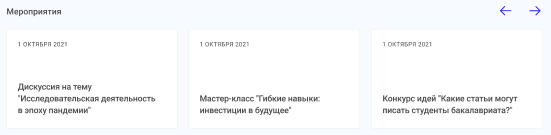 Мероприятия
1 ОКТЯБРЯ 2021
Дискуссия на тему
"Исследовательская деятельность
в эпоху пандемии"
1 ОКТЯБРЯ 2021
Мастер-класс "Гибкие навыки:
инвестиции в будущее"
1 ОКТЯБРЯ 2021
Конкурс идей "Какие статьи могут
писать студенты бакалавриата?"